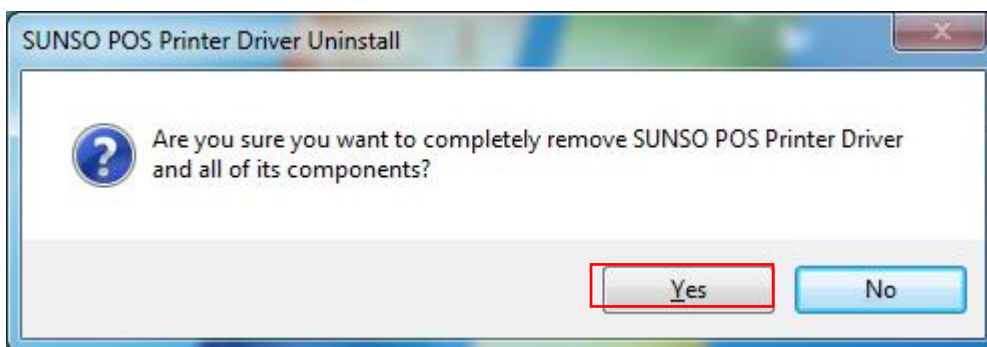 SUNSO POS Printer Driver Uninstall
Are you sure you want to completely remove SUNSO POS Printer Driver
and all of its components?
Yes No